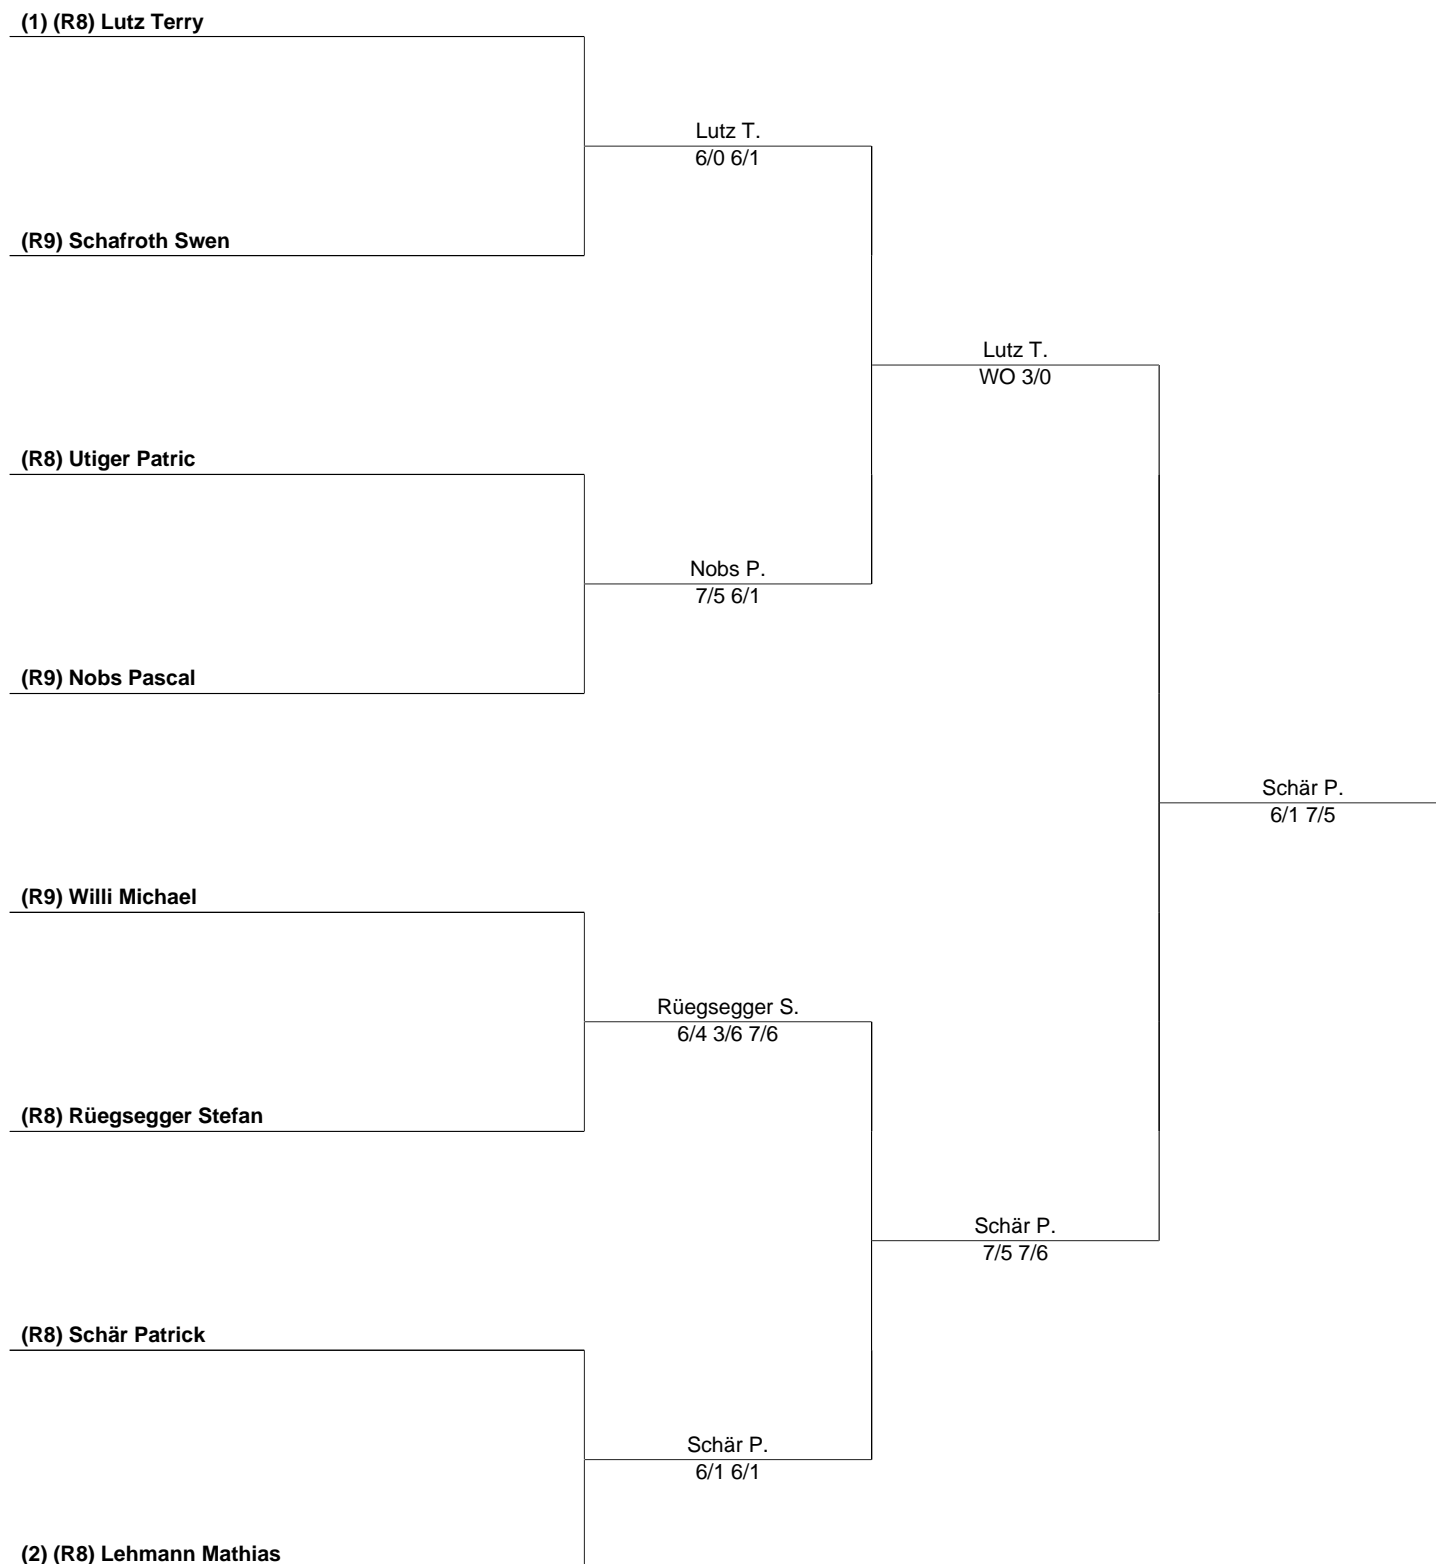 (1) (R8) Lutz Terry
Lutz T.
6/0 6/1
(R9) Schafroth Swen
Lutz T.
WO 3/0
(R8) Utiger Patric
Nobs P.
7/5 6/1
(R9) Nobs Pascal
Schär P.
6/1 7/5
(R9) Willi Michael
Rüegsegger S.
6/4 3/6 7/6
(R8) Rüegsegger Stefan
Schär P.
7/5 7/6
(R8) Schär Patrick
Schär P.
6/1 6/1
(2) (R8) Lehmann Mathias